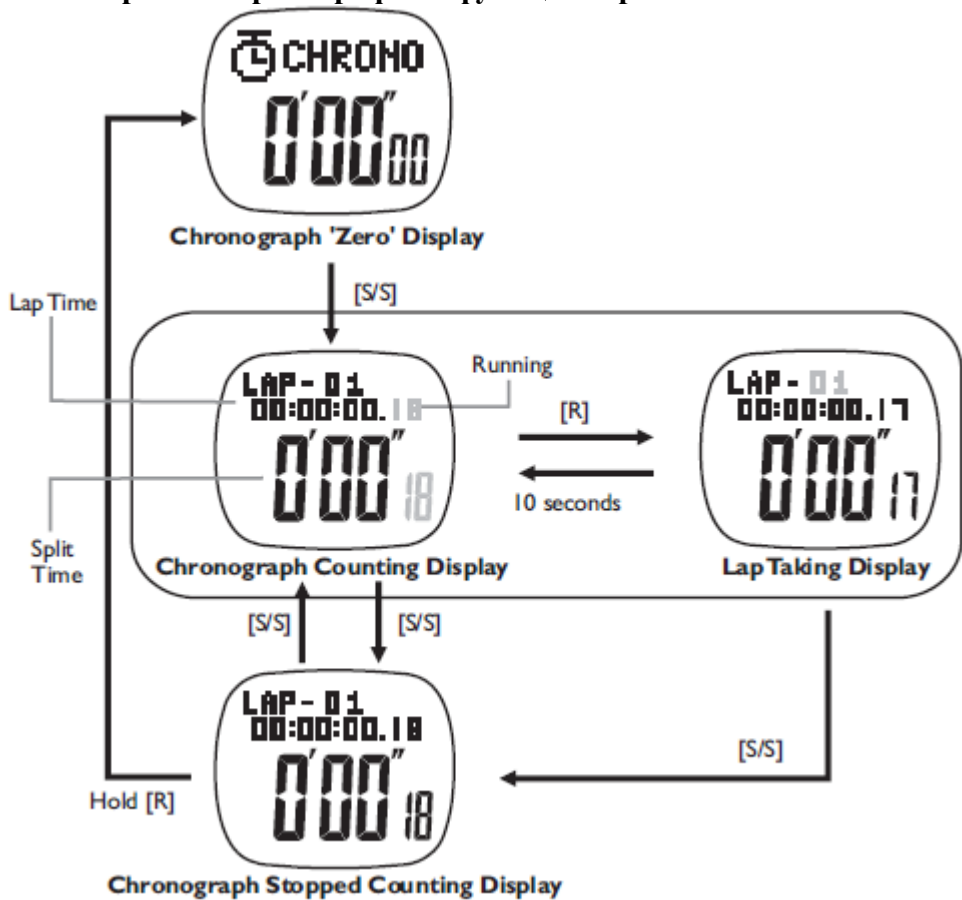 CHRONO
0'00"00
Chronograph 'Zero' Display
[S/S]
Lap Time
Running
LAP-01
00:00:00.18
0'00"18
[R]
10 seconds
LAP-01
00:00:00.17
0'00"17
Split
Time
Chronograph Counting Display
Lap Taking Display
[S/S]
[S/S]
LAP-01
00:00:00.18
0'00"18
[S/S]
Hold [R]
Chronograph Stopped Counting Display